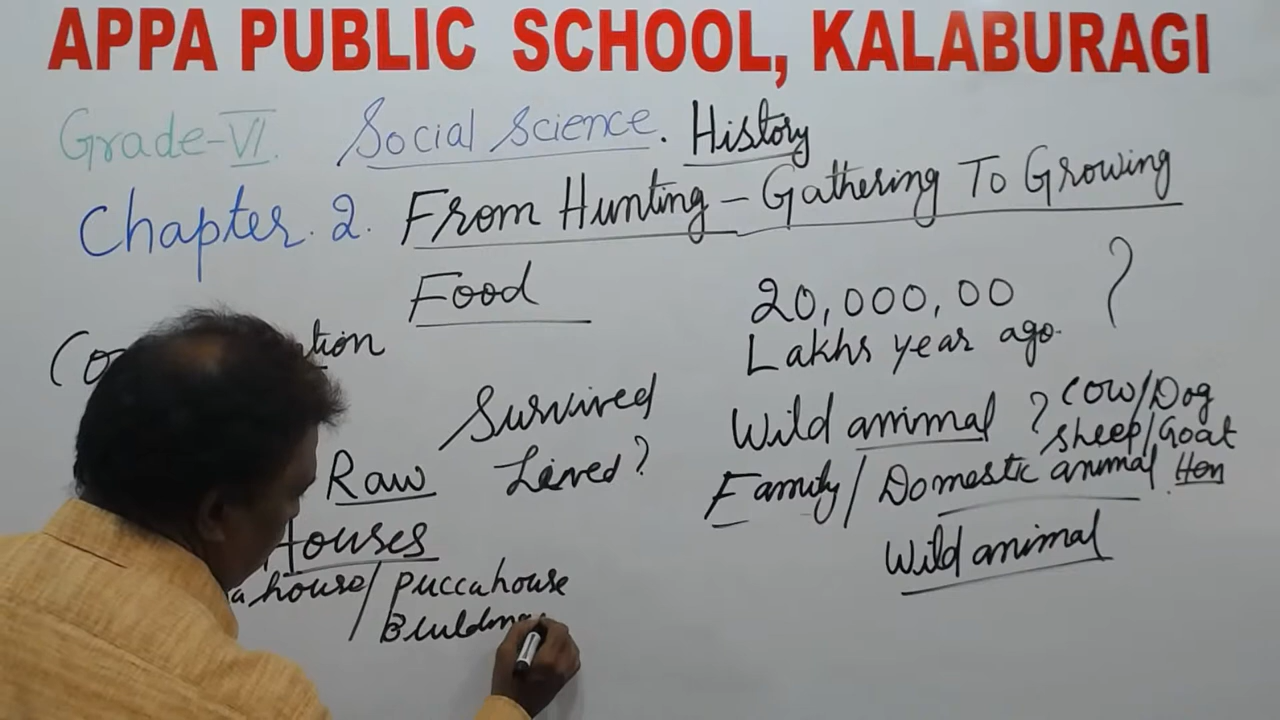 APPA PUBLIC SCHOOL, KALABURAGI
Grade-VI. Social Science. History
Chapter. 2. From Hunting - Gathering To Growing
Food
20,000,00 ?
Lakhs year ago.
Survived
Lived?
Raw
Houses
house/ Puccahouse
Wild animal ? Cow/Dog
Sheep/Goat
Family/ Domestic animal. Hen
Wild animal